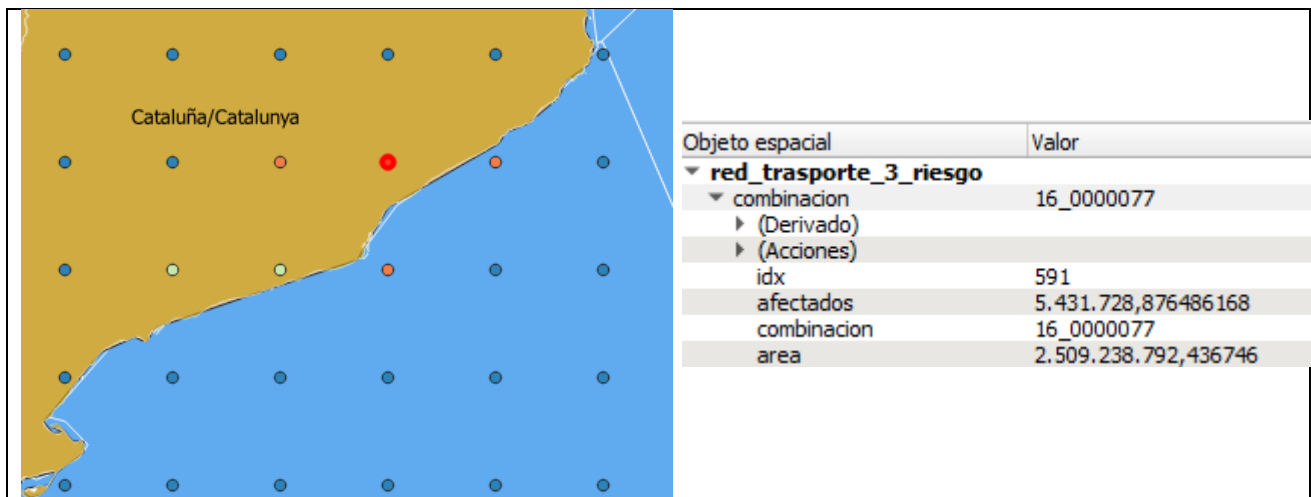 Cataluña/Catalunya
Objeto espacial Valor
red_trasporte_3_riesgo
combinacion 16_0000077
(Derivado)
(Acciones)
idx 591
afectados 5.431.728,876486168
combinacion 16_0000077
area 2.509.238.792,436746